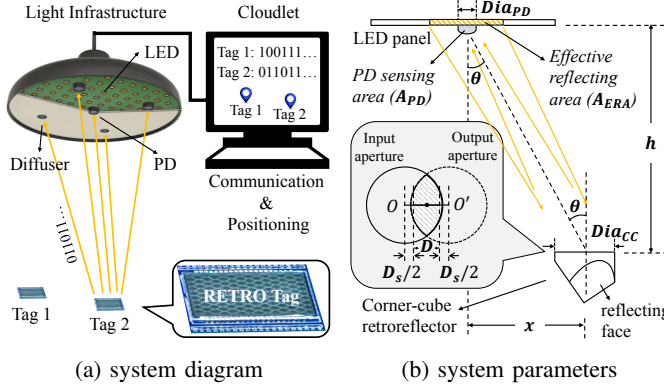 Light Infrastructure
Cloudlet
LED
Tag 1: 100111…
Tag 2: 011011…
Tag 1
Tag 2
Diffuser
PD
Communication
&
Positioning
011011….
RETRO Tag
Tag 1
Tag 2
(a) system diagram
Dia_PD
LED panel
PD sensing
area (A_PD)
θ
Effective
reflecting
area (A_ERA)
h
Input
aperture
Output
aperture
O
O′
D
D_s/2
D_s/2
θ
Dia_CC
Corner-cube
retroreflector
x
reflecting
face
(b) system parameters